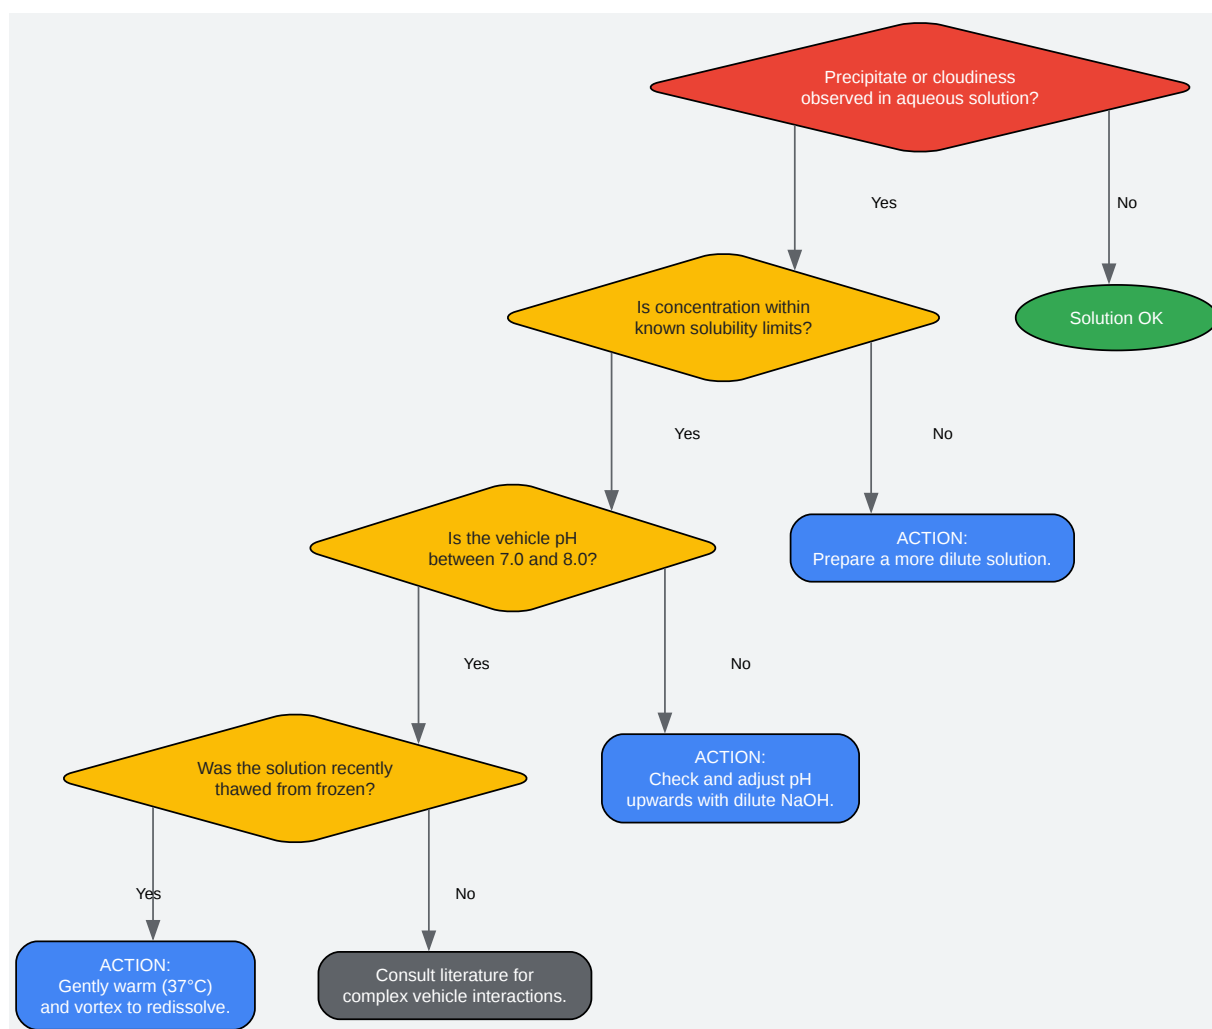 Precipitate or cloudiness
observed in aqueous solution?
Yes
No
Is concentration within
known solubility limits?
Solution OK
Yes
No
Is the vehicle pH
between 7.0 and 8.0?
ACTION:
Prepare a more dilute solution.
Yes
No
Was the solution recently
thawed from frozen?
ACTION:
Check and adjust pH
upwards with dilute NaOH.
Yes
No
ACTION:
Gently warm (37°C)
and vortex to redissolve.
Consult literature for
complex vehicle interactions.